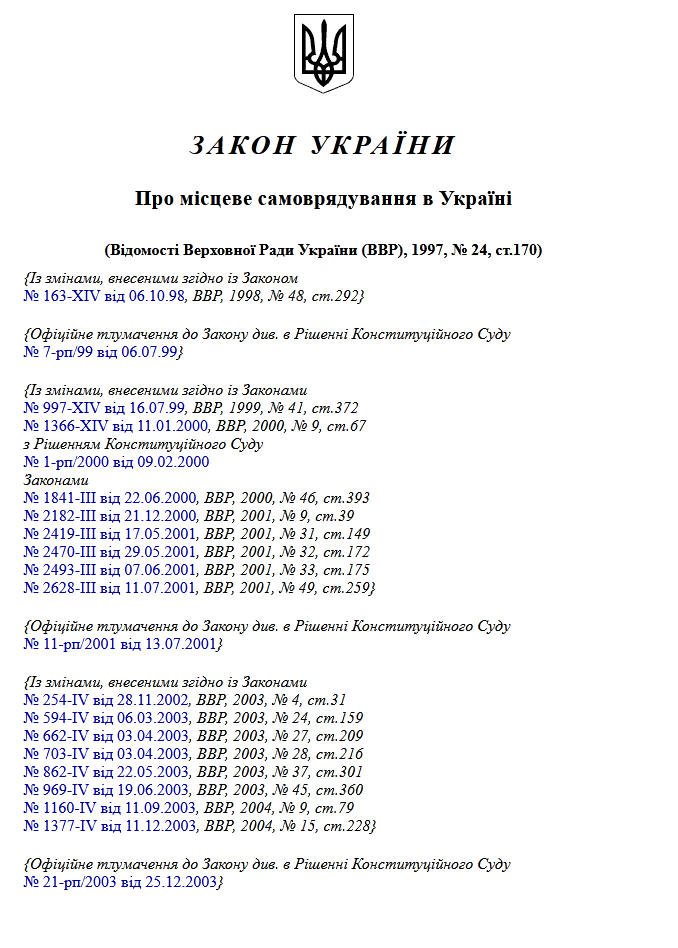 ЗАКОН УКРАЇНИ
Про місцеве самоврядування в Україні
(Відомості Верховної Ради України (ВВР), 1997, № 24, ст.170)
{Із змінами, внесеними згідно із Законом
№ 163-XIV від 06.10.98, ВВР, 1998, № 48, ст.292}
{Офіційне тлумачення до Закону див. в Рішенні Конституційного Суду
№ 7-рп/99 від 06.07.99}
{Із змінами, внесеними згідно із Законами
№ 997-XIV від 16.07.99, ВВР, 1999, № 41, ст.372
№ 1366-XIV від 11.01.2000, ВВР, 2000, № 9, ст.67
з Рішенням Конституційного Суду
№ 1-рп/2000 від 09.02.2000
Законами
№ 1841-III від 22.06.2000, ВВР, 2000, № 46, ст.393
№ 2182-III від 21.12.2000, ВВР, 2001, № 9, ст.39
№ 2419-III від 17.05.2001, ВВР, 2001, № 31, ст.149
№ 2470-III від 29.05.2001, ВВР, 2001, № 32, ст.172
№ 2493-III від 07.06.2001, ВВР, 2001, № 33, ст.175
№ 2628-III від 11.07.2001, ВВР, 2001, № 49, ст.259}
{Офіційне тлумачення до Закону див. в Рішенні Конституційного Суду
№ 11-рп/2001 від 13.07.2001}
{Із змінами, внесеними згідно із Законами
№ 254-IV від 28.11.2002, ВВР, 2003, № 4, ст.31
№ 594-IV від 06.03.2003, ВВР, 2003, № 24, ст.159
№ 662-IV від 03.04.2003, ВВР, 2003, № 27, ст.209
№ 703-IV від 03.04.2003, ВВР, 2003, № 28, ст.216
№ 862-IV від 22.05.2003, ВВР, 2003, № 37, ст.301
№ 969-IV від 19.06.2003, ВВР, 2003, № 45, ст.360
№ 1160-IV від 11.09.2003, ВВР, 2004, № 9, ст.79
№ 1377-IV від 11.12.2003, ВВР, 2004, № 15, ст.228}
{Офіційне тлумачення до Закону див. в Рішенні Конституційного Суду
№ 21-рп/2003 від 25.12.2003}